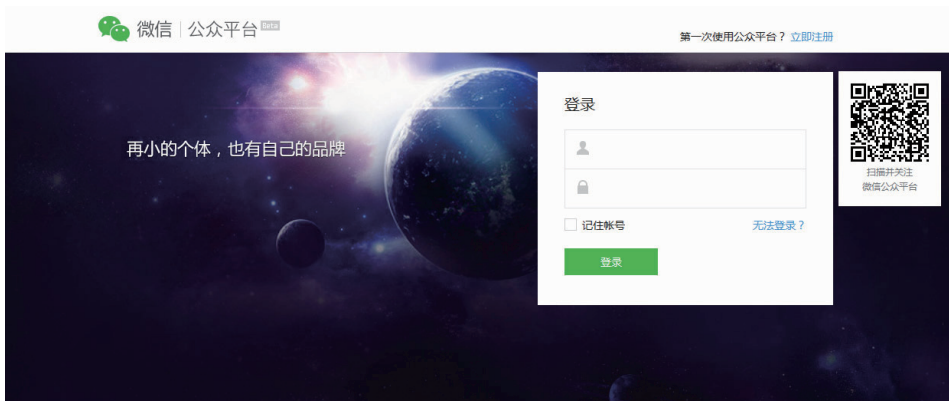 微信 | 公众平台 Beta
第一次使用公众平台？ 立即注册
再小的个体，也有自己的品牌
登录
记住帐号 无法登录？
登录
扫描并关注
微信公众平台